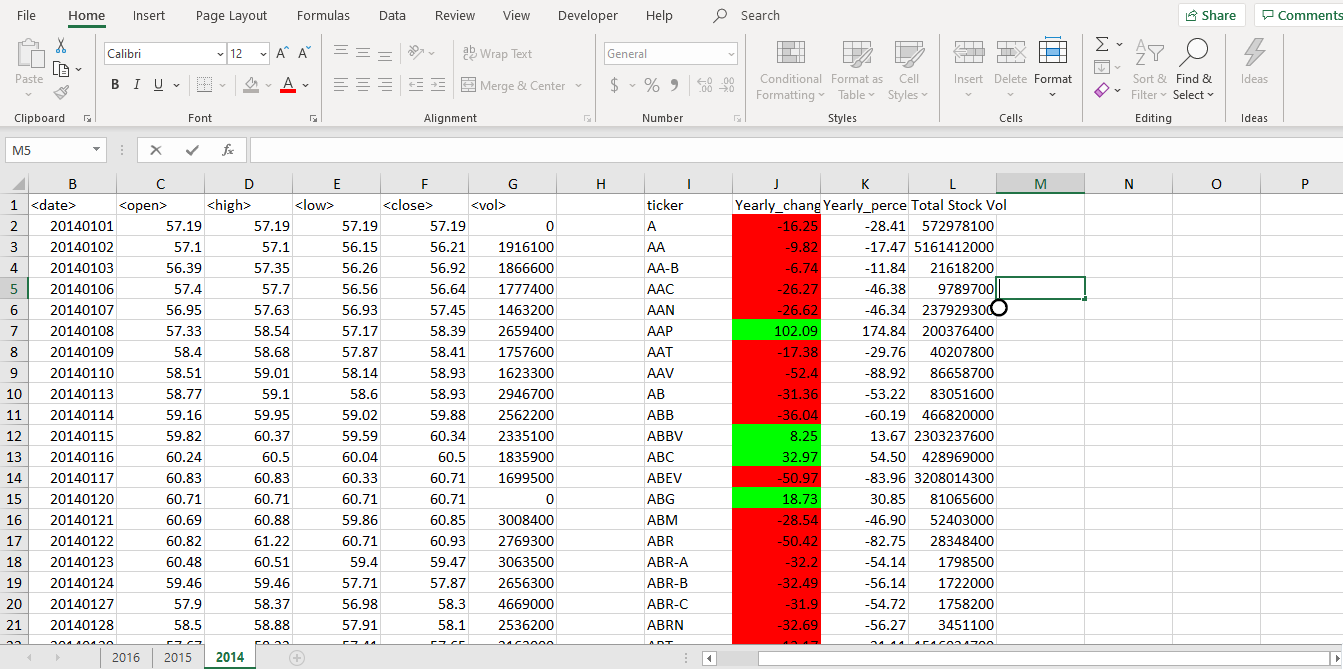 File Home Insert Page Layout Formulas Data Review View Developer Help Search Share Comments
Calibri 12 A^ Aˇ ab Wrap Text General
Paste B I U A Merge & Center $ % 9 Conditional Formatting Format as Table Cell Styles Insert Delete Format Σ Sort & Filter Find & Select Ideas
Clipboard Font Alignment Number Styles Cells Editing Ideas
M5 fx
B C D E F G H I J K L M N O P
1 <date> <open> <high> <low> <close> <vol> ticker Yearly_chang Yearly_perce Total Stock Vol
2 20140101 57.19 57.19 57.19 57.19 0 A -16.25 -28.41 572978100
3 20140102 57.1 57.1 56.15 56.21 1916100 AA -9.82 -17.47 5161412000
4 20140103 56.39 57.35 56.26 56.92 1866600 AA-B -6.74 -11.84 21618200
5 20140106 57.4 57.7 56.56 56.64 1777400 AAC -26.27 -46.38 9789700
6 20140107 56.95 57.63 56.93 57.45 1463200 AAN -26.62 -46.34 237929300
7 20140108 57.33 58.54 57.17 58.39 2659400 AAP 102.09 174.84 200376400
8 20140109 58.4 58.68 57.87 58.41 1757600 AAT -17.38 -29.76 40207800
9 20140110 58.51 59.01 58.14 58.93 1623300 AAV -52.4 -88.92 86658700
10 20140113 58.77 59.1 58.6 58.93 2946700 AB -31.36 -53.22 83051600
11 20140114 59.16 59.95 59.02 59.88 2562200 ABB -36.04 -60.19 466820000
12 20140115 59.82 60.37 59.59 60.34 2335100 ABBV 8.25 13.67 2303237600
13 20140116 60.24 60.5 60.04 60.5 1835900 ABC 32.97 54.50 428969000
14 20140117 60.83 60.83 60.33 60.71 1699500 ABEV -50.97 -83.96 3208014300
15 20140120 60.71 60.71 60.71 60.71 0 ABG 18.73 30.85 81065600
16 20140121 60.69 60.88 59.86 60.85 3008400 ABM -28.54 -46.90 52403000
17 20140122 60.82 61.22 60.71 60.93 2769300 ABR -50.42 -82.75 28348400
18 20140123 60.48 60.51 59.4 59.47 3063500 ABR-A -32.2 -54.14 1798500
19 20140124 59.46 59.46 57.71 57.87 2656300 ABR-B -32.49 -56.14 1722000
20 20140127 57.9 58.37 56.98 58.3 4669000 ABR-C -31.9 -54.72 1758200
21 20140128 58.5 58.88 57.91 58.1 2536200 ABRN -32.69 -56.27 3451100
2016 2015 2014